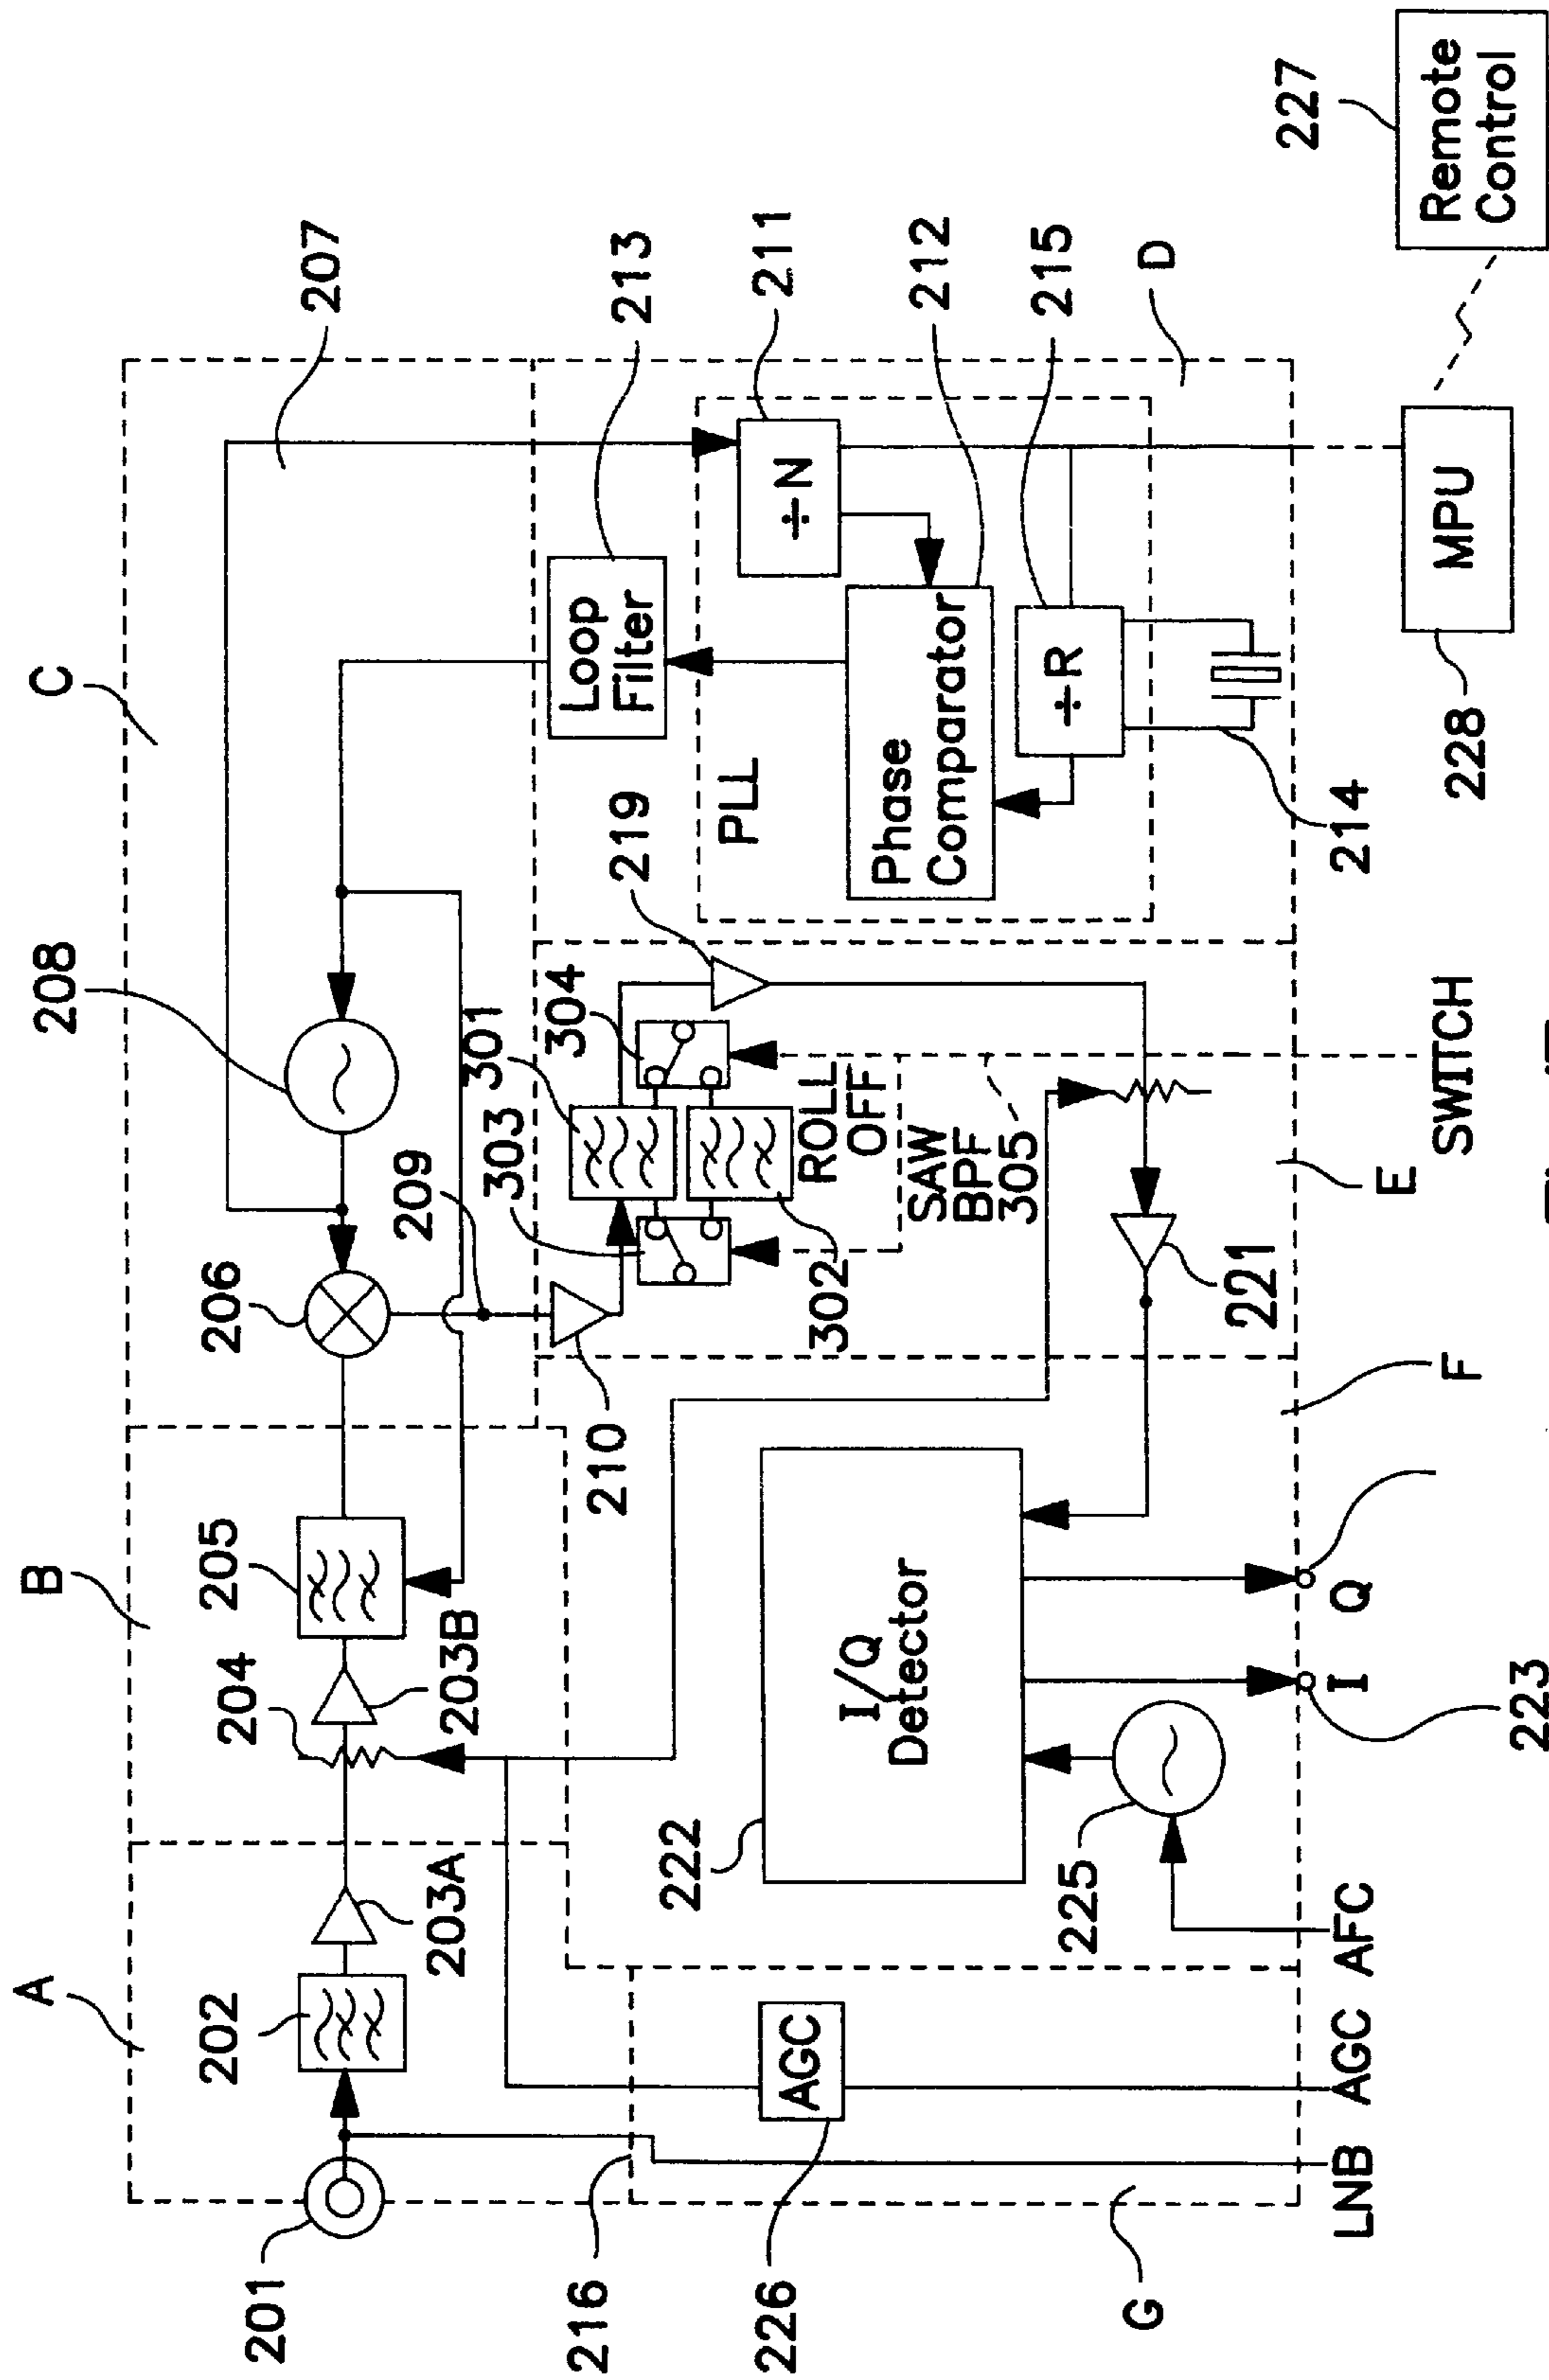 A
B
C
201
202
203A
204
203B
205
206
208
207
209
210
303
301
304
219
302
ROLL
OFF
SAW
BPF
305
Loop
Filter
213
PLL
÷N
211
Phase
Comparator
212
÷R
215
D
214
216
226
AGC
G
222
I/Q
Detector
225
221
E
F
LNB
AGC
AFC
I
Q
223
SWITCH
MPU
228
Remote
Control
227